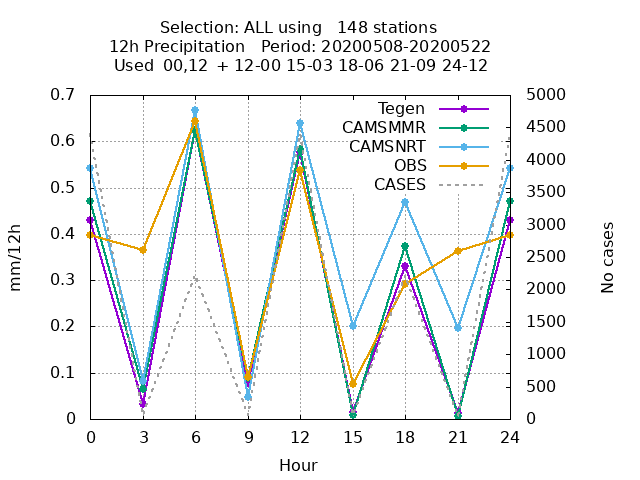 Selection: ALL using   148 stations
12h Precipitation   Period: 20200508-20200522
Used  00,12  + 12-00 15-03 18-06 21-09 24-12
0.7
0.6
0.5
0.4
0.3
0.2
0.1
0
mm/12h
Tegen
CAMSMMR
CAMSNRT
OBS
CASES
5000
4500
4000
3500
3000
2500
2000
1500
1000
500
0
No cases
0 3 6 9 12 15 18 21 24
Hour